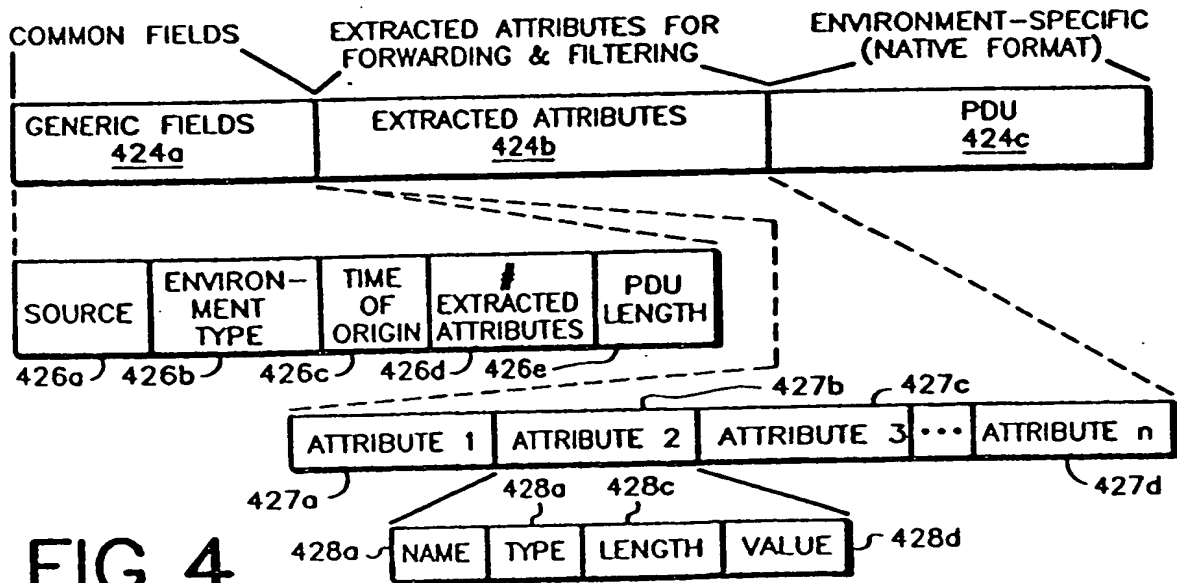 COMMON FIELDS
EXTRACTED ATTRIBUTES FOR
FORWARDING & FILTERING
ENVIRONMENT-SPECIFIC
(NATIVE FORMAT)
GENERIC FIELDS
424a
EXTRACTED ATTRIBUTES
424b
PDU
424c
SOURCE
ENVIRON-
MENT
TYPE
TIME
OF
ORIGIN
#
EXTRACTED
ATTRIBUTES
PDU
LENGTH
426a
426b
426c
426d
426e
427b
427c
ATTRIBUTE 1
ATTRIBUTE 2
ATTRIBUTE 3
•••
ATTRIBUTE n
427a
428a
428c
427d
FIG 4
428a
NAME
TYPE
LENGTH
VALUE
428d